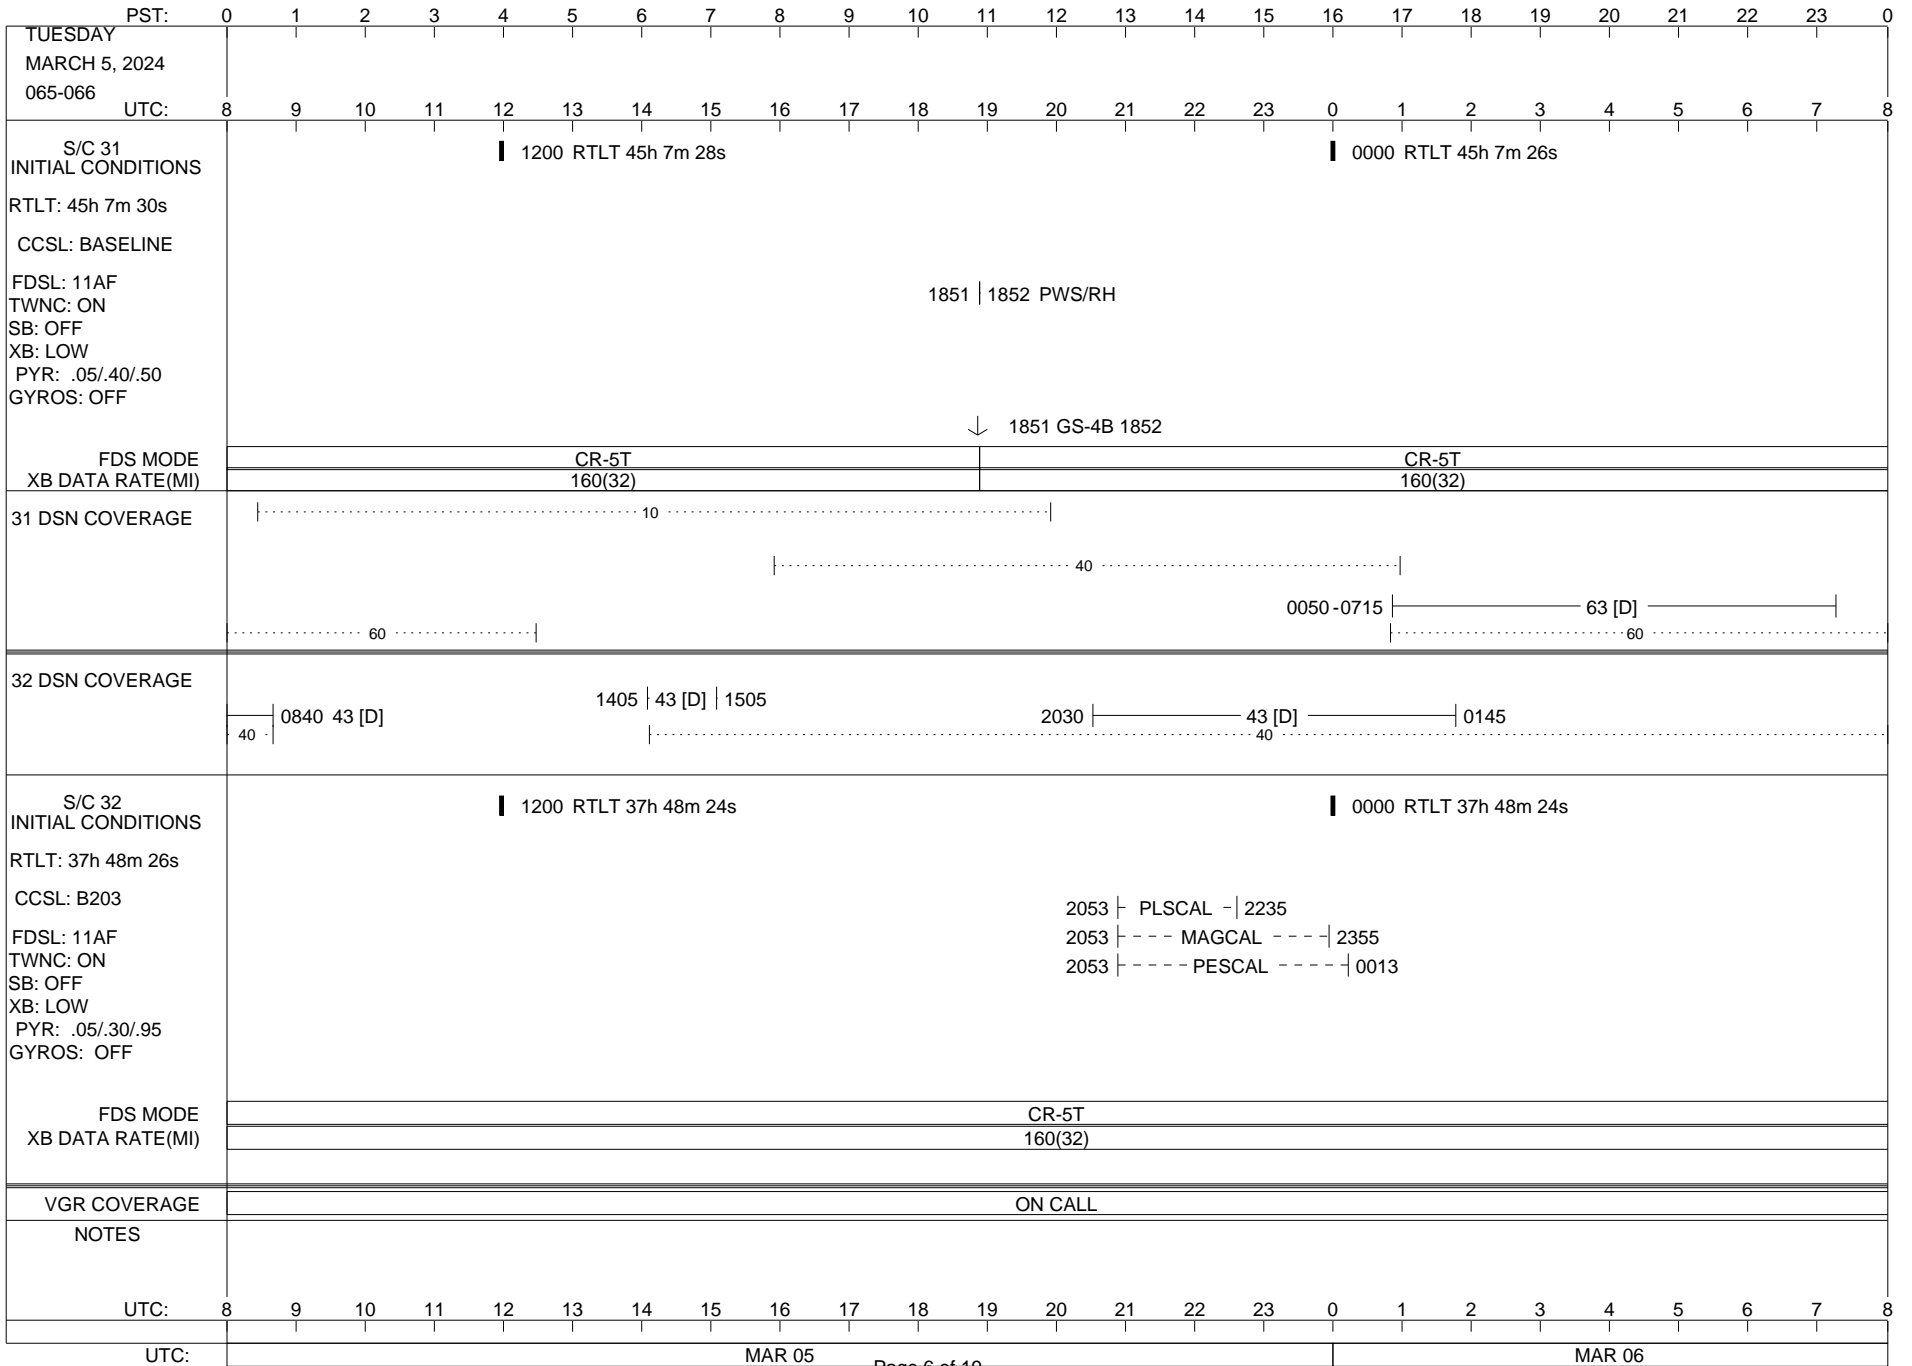 PST: 0 1 2 3 4 5 6 7 8 9 10 11 12 13 14 15 16 17 18 19 20 21 22 23 0
TUESDAY
MARCH 5, 2024
065-066
UTC: 8 9 10 11 12 13 14 15 16 17 18 19 20 21 22 23 0 1 2 3 4 5 6 7 8
S/C 31
INITIAL CONDITIONS
1200 RTLT 45h 7m 28s
0000 RTLT 45h 7m 26s
RTLT: 45h 7m 30s
CCSL: BASELINE
FDSL: 11AF
TWNC: ON
SB: OFF
XB: LOW
PYR: .05/.40/.50
GYROS: OFF
1851 1852 PWS/RH
1851 GS-4B 1852
FDS MODE CR-5T CR-5T
XB DATA RATE(MI) 160(32) 160(32)
31 DSN COVERAGE
10
40
0050-0715 63 [D]
60 60
32 DSN COVERAGE
1405 43 [D] 1505
0840 43 [D] 2030 43 [D] 0145
40 40
S/C 32
INITIAL CONDITIONS
1200 RTLT 37h 48m 24s
0000 RTLT 37h 48m 24s
RTLT: 37h 48m 26s
CCSL: B203
FDSL: 11AF
TWNC: ON
SB: OFF
XB: LOW
PYR: .05/.30/.95
GYROS: OFF
2053 PLSCAL 2235
2053 MAGCAL 2355
2053 PESCAL 0013
FDS MODE CR-5T
XB DATA RATE(MI) 160(32)
VGR COVERAGE ON CALL
NOTES
UTC: 8 9 10 11 12 13 14 15 16 17 18 19 20 21 22 23 0 1 2 3 4 5 6 7 8
UTC: MAR 05 MAR 06
Page 6 of 19